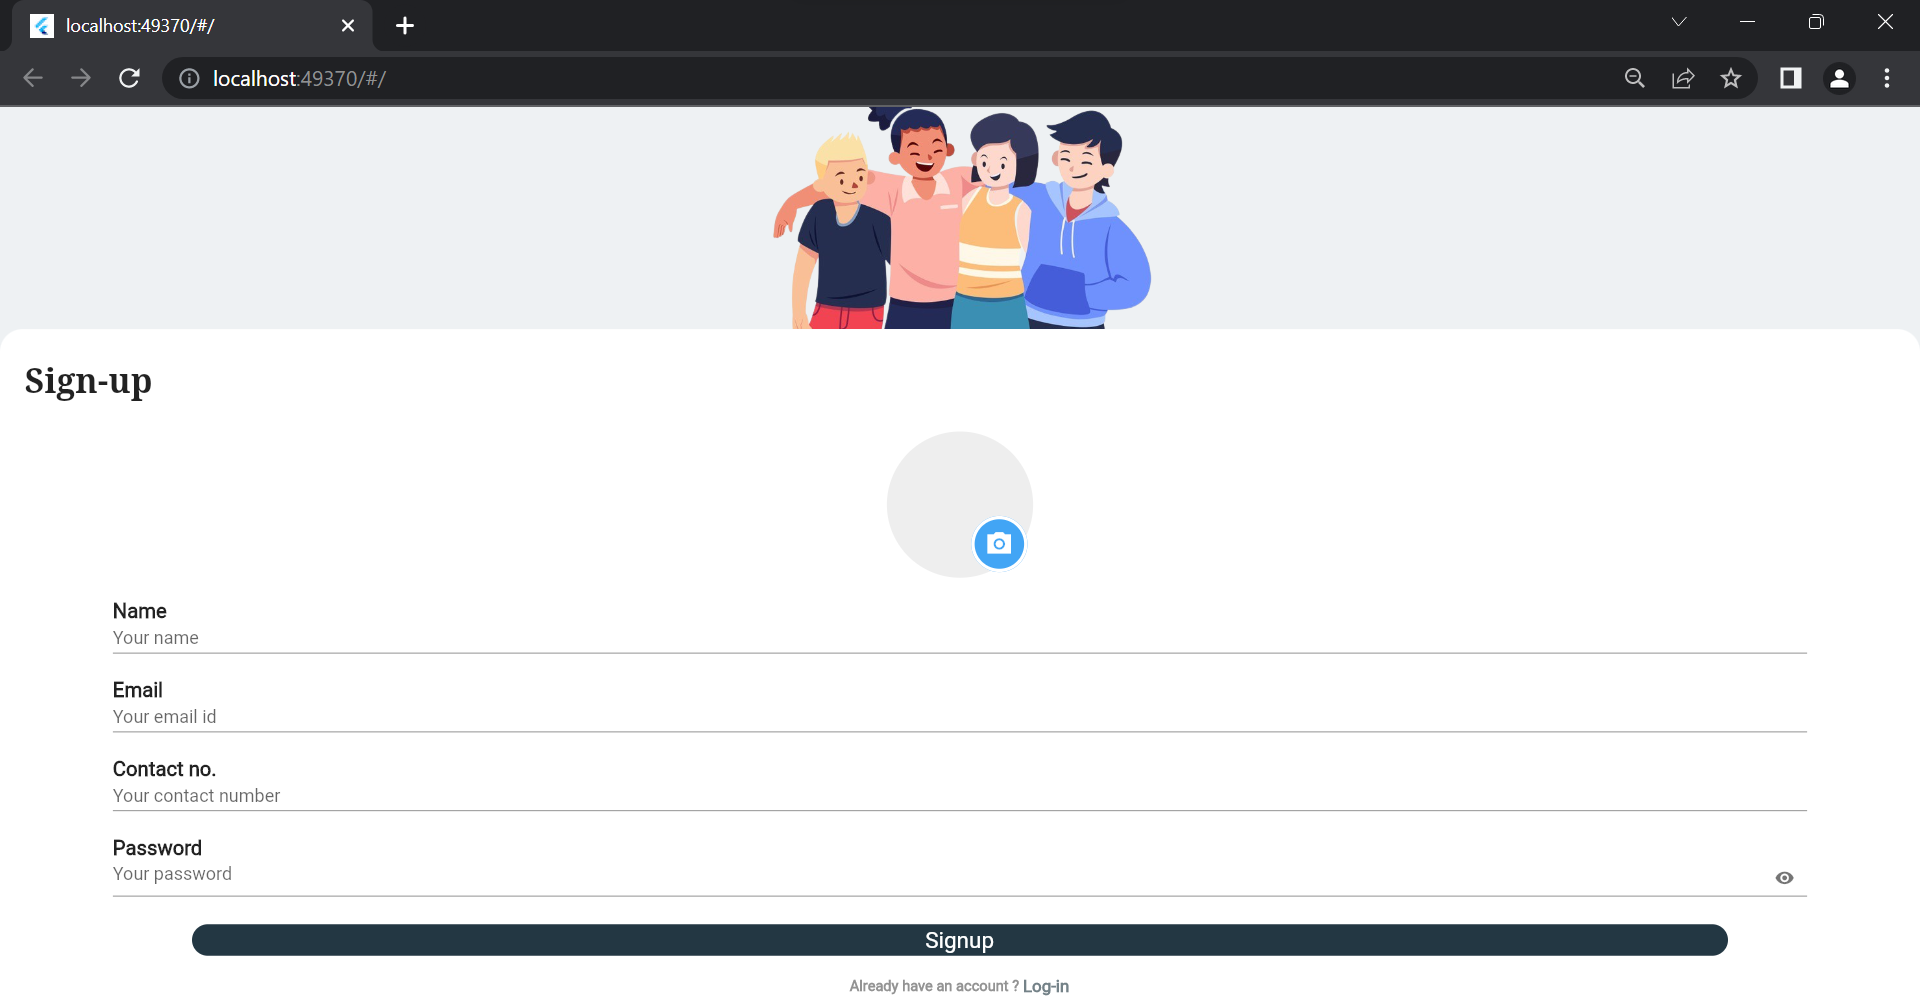 localhost:49370/#/
localhost:49370/#/
Sign-up
Name
Your name
Email
Your email id
Contact no.
Your contact number
Password
Your password
Signup
Already have an account ? Log-in